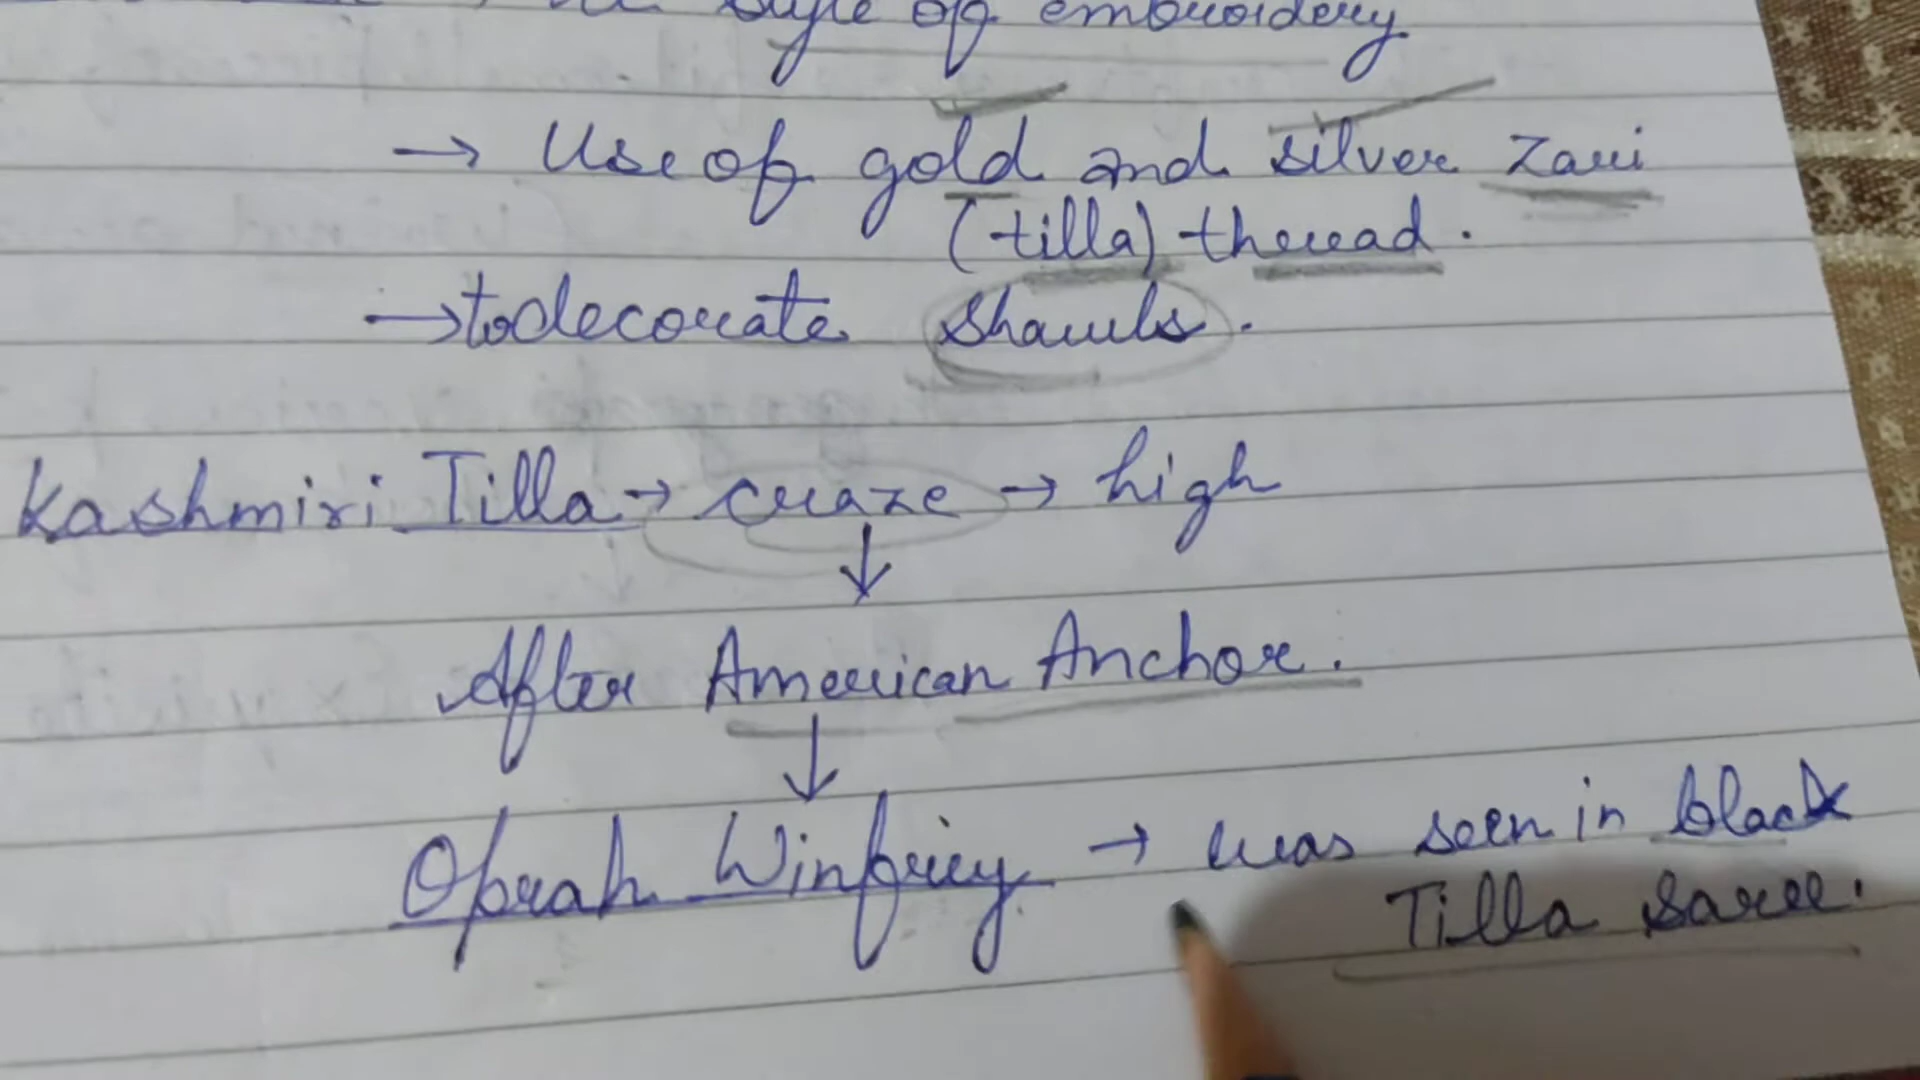 style of embroidery
→ Use of gold and silver zari
(tilla) thread.
→ to decorate shawls.
Kashmiri Tilla → craze → high
↓
After American Anchor.
↓
Oprah Winfrey → was seen in black
Tilla saree.